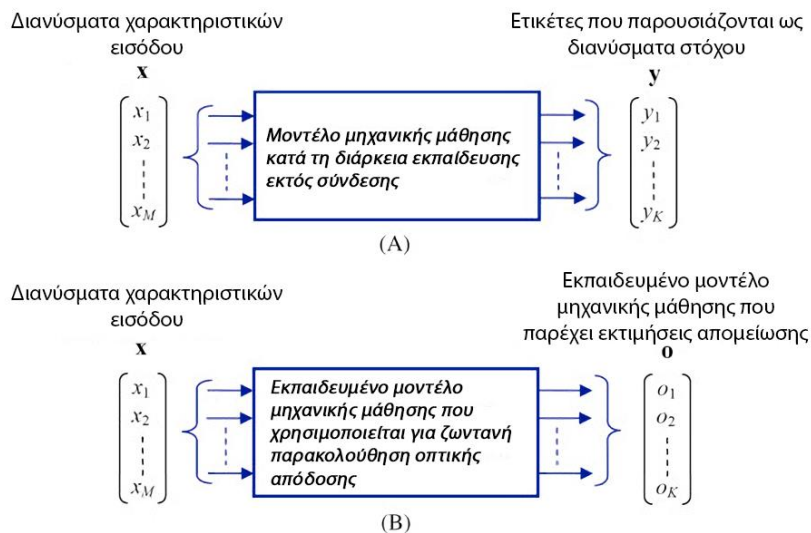 Διανύσματα χαρακτηριστικών
εισόδου
x
x1
x2
xM
Μοντέλο μηχανικής μάθησης
κατά τη διάρκεια εκπαίδευσης
εκτός σύνδεσης
Ετικέτες που παρουσιάζονται ως
διανύσματα στόχου
y
y1
y2
yK
(A)
Διανύσματα χαρακτηριστικών
εισόδου
x
x1
x2
xM
Εκπαιδευμένο μοντέλο
μηχανικής μάθησης που
χρησιμοποιείται για ζωντανή
παρακολούθηση οπτικής
απόδοσης
Εκπαιδευμένο μοντέλο
μηχανικής μάθησης που
παρέχει εκτιμήσεις απομείωσης
o
o1
o2
oK
(B)